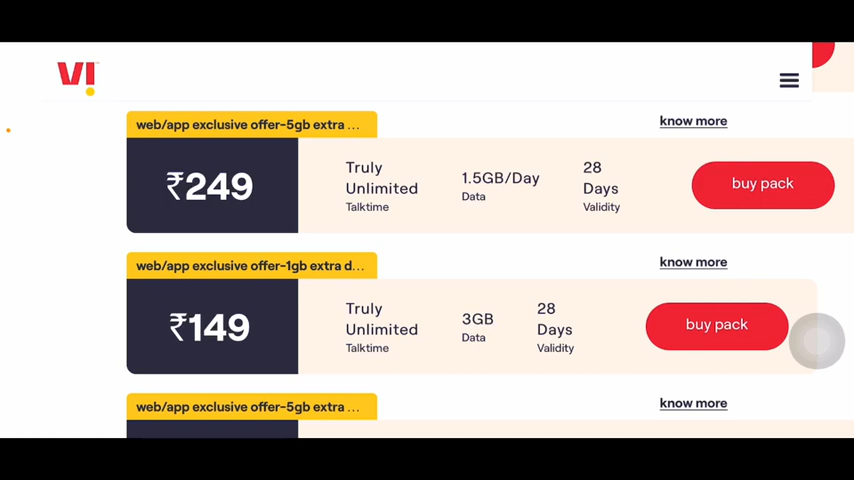 VI
web/app exclusive offer-5gb extra ...
know more
₹249
Truly Unlimited
Talktime
1.5GB/Day
Data
28 Days
Validity
buy pack
web/app exclusive offer-1gb extra d...
know more
₹149
Truly Unlimited
Talktime
3GB
Data
28 Days
Validity
buy pack
web/app exclusive offer-5gb extra ...
know more